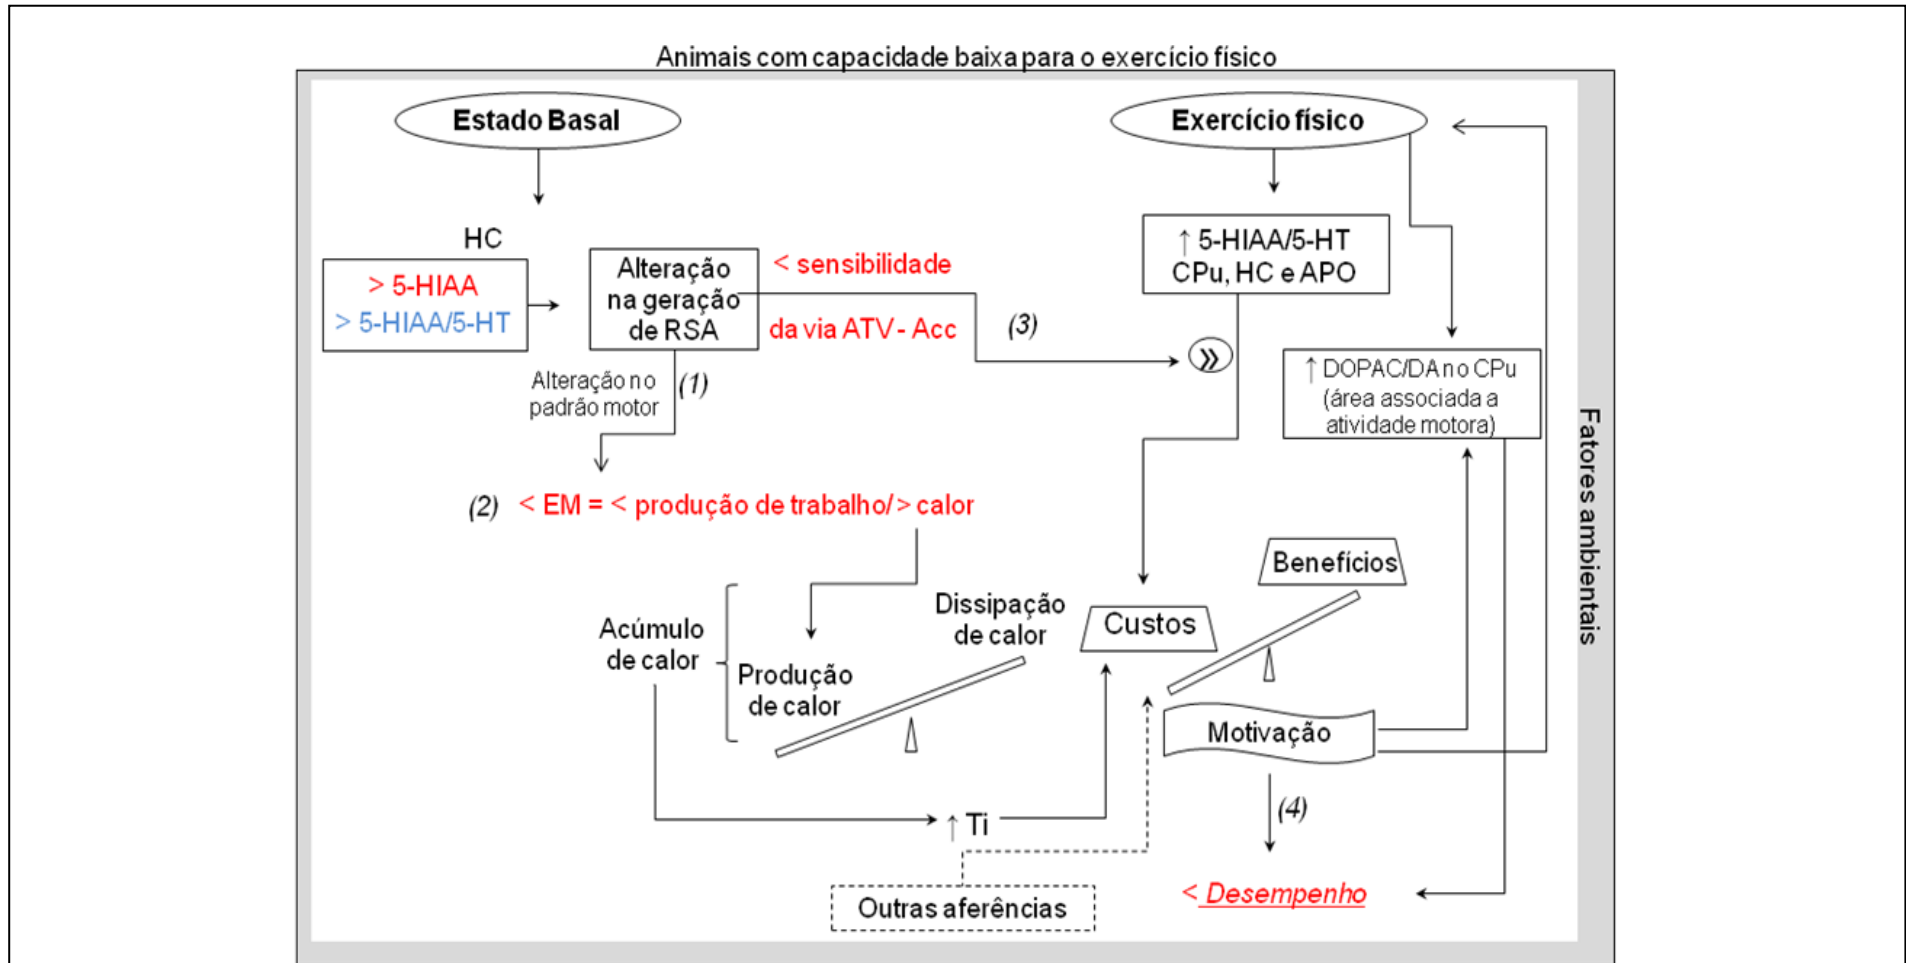 Animais com capacidade baixa para o exercício físico
Estado Basal
Exercício físico
HC
> 5-HIAA
> 5-HIAA/5-HT
Alteração
na geração
de RSA
< sensibilidade
da via ATV - Acc
(3)
»
↑ 5-HIAA/5-HT
CPu, HC e APO
↑ DOPAC/DA no CPu
(área associada a
atividade motora)
Alteração no
padrão motor
(1)
(2) < EM = < produção de trabalho/> calor
Acúmulo
de calor
Produção
de calor
Dissipação
de calor
Custos
Benefícios
Motivação
(4)
↑ Ti
Outras aferências
< Desempenho
Fatores ambientais